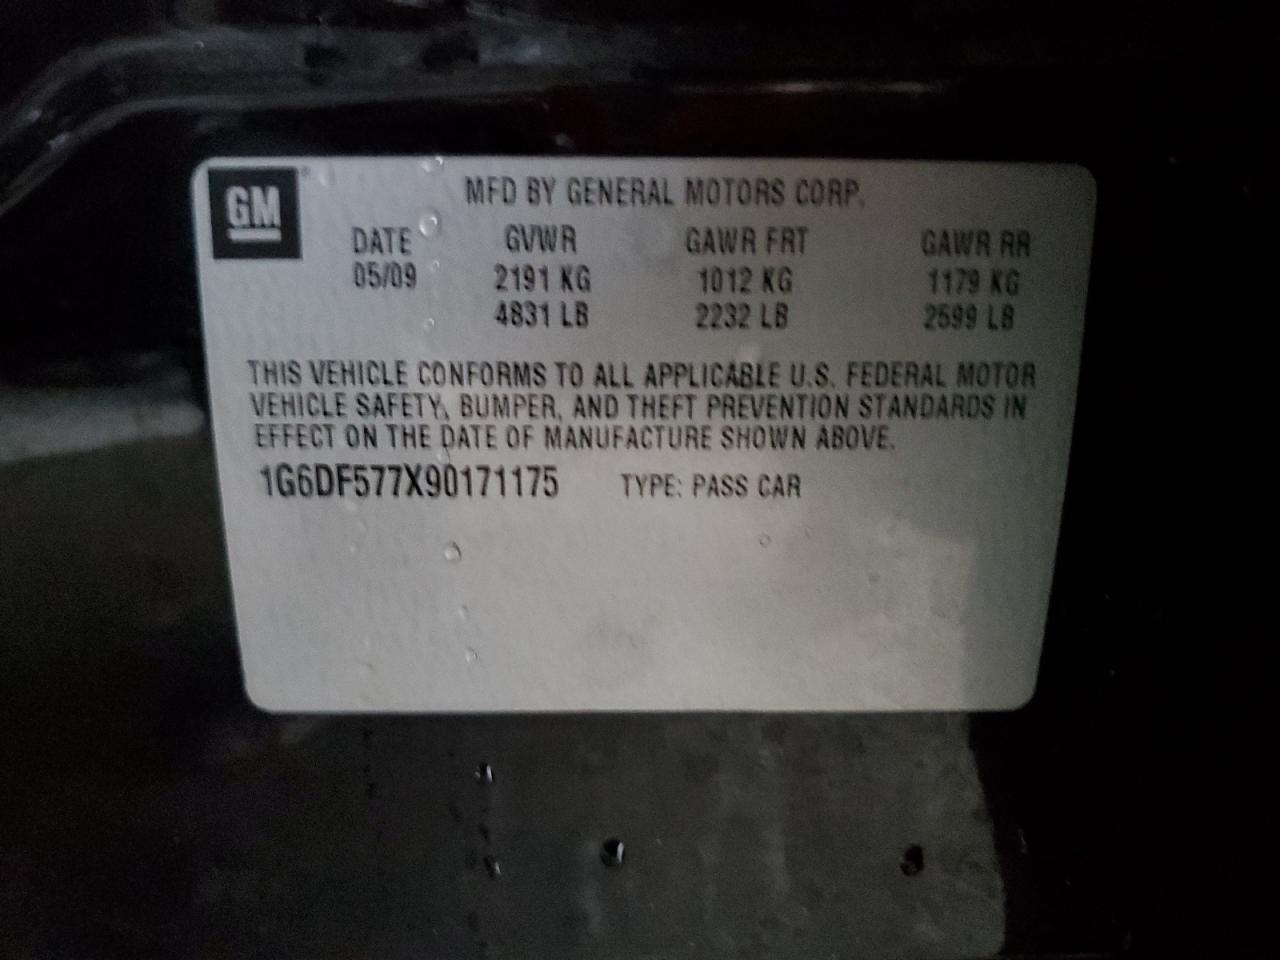 GM
MFD BY GENERAL MOTORS CORP.
DATE GVWR GAWR FRT GAWR RR
05/09 2191 KG 1012 KG 1179 KG
4831 LB 2232 LB 2599 LB
THIS VEHICLE CONFORMS TO ALL APPLICABLE U.S. FEDERAL MOTOR
VEHICLE SAFETY, BUMPER, AND THEFT PREVENTION STANDARDS IN
EFFECT ON THE DATE OF MANUFACTURE SHOWN ABOVE.
1G6DF577X90171175 TYPE: PASS CAR